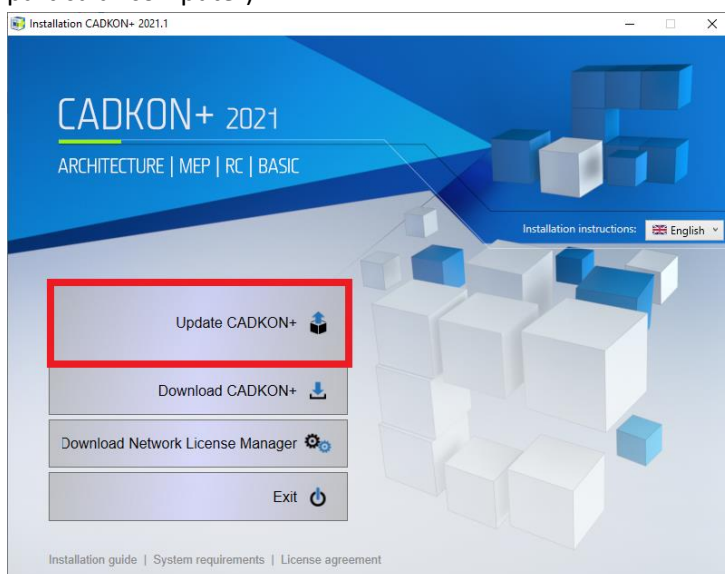 Installation CADKON+ 2021.1
CADKON+ 2021
ARCHITECTURE | MEP | RC | BASIC
Installation instructions: English
Update CADKON+
Download CADKON+
Download Network License Manager
Exit
Installation guide | System requirements | License agreement